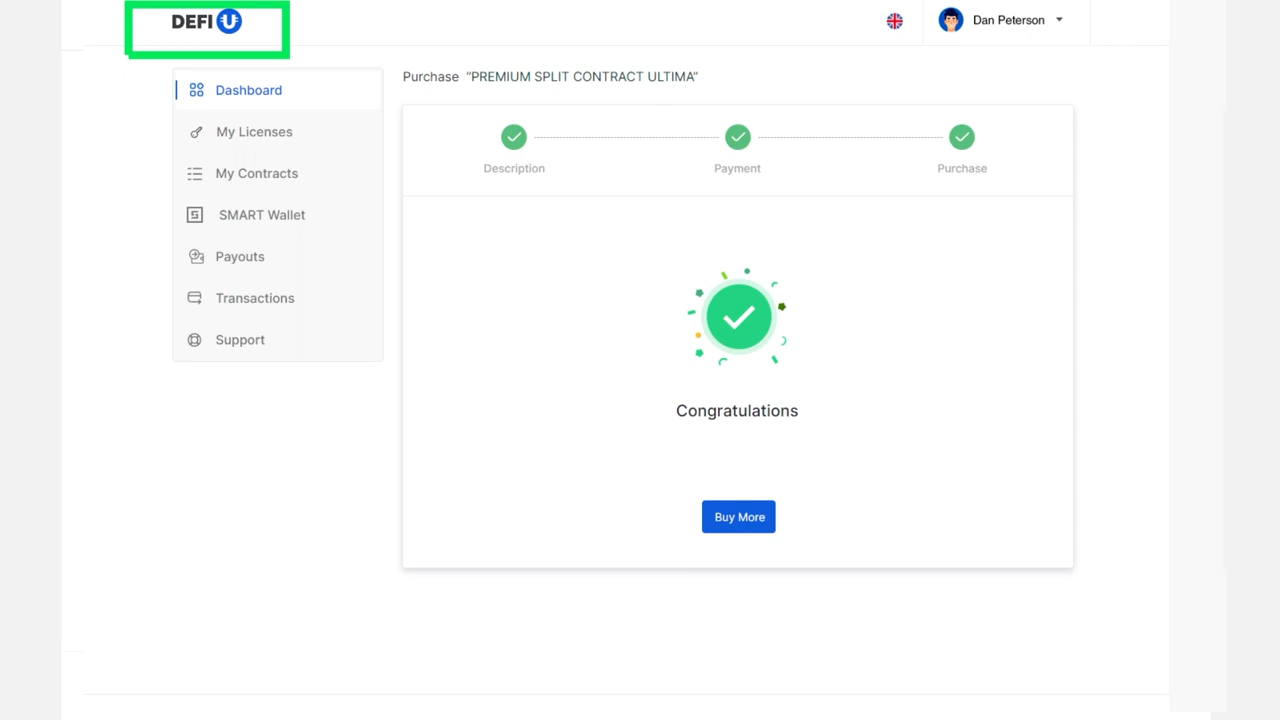 DEFI U
Dan Peterson
Dashboard
My Licenses
My Contracts
SMART Wallet
Payouts
Transactions
Support
Purchase “PREMIUM SPLIT CONTRACT ULTIMA”
Description
Payment
Purchase
Congratulations
Buy More